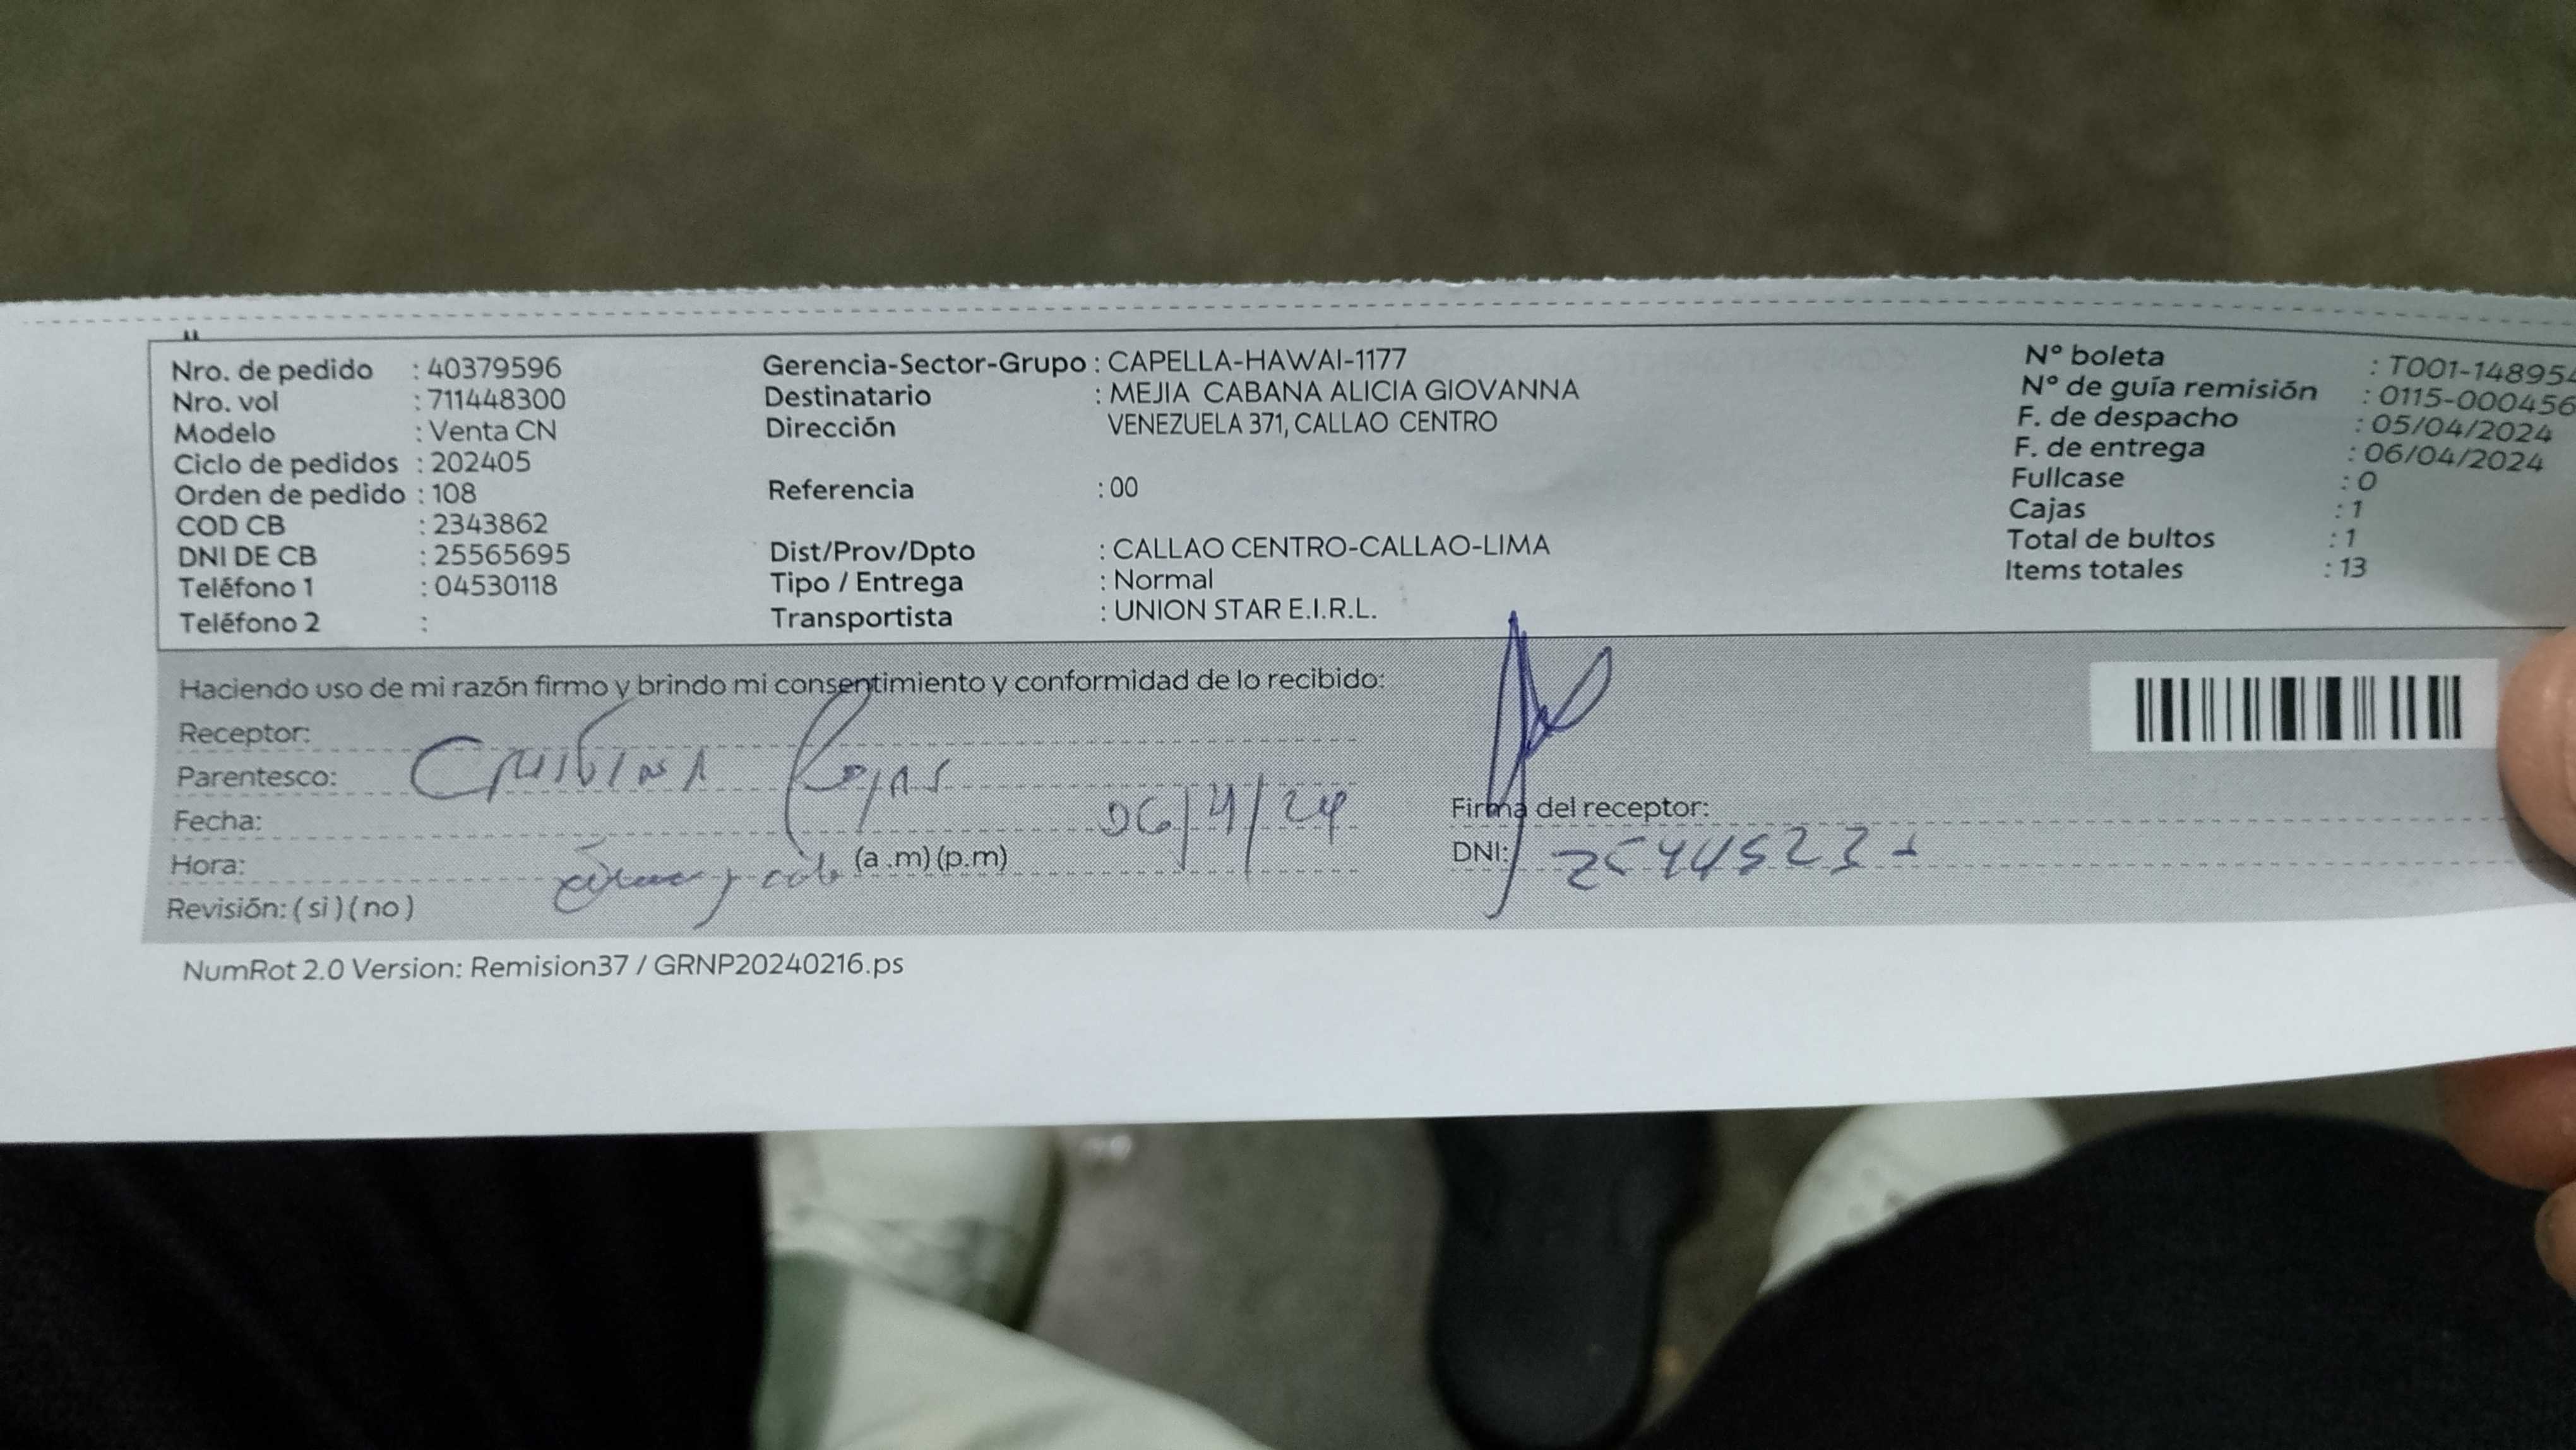 Nro. de pedido : 40379596 Gerencia-Sector-Grupo : CAPELLA-HAWAI-1177 N° boleta : T001-148954
Nro. vol : 711448300 Destinatario : MEJIA CABANA ALICIA GIOVANNA N° de guía remisión : 0115-000456
Modelo : Venta CN Dirección VENEZUELA 371, CALLAO CENTRO F. de despacho : 05/04/2024
Ciclo de pedidos : 202405 F. de entrega : 06/04/2024
Orden de pedido : 108 Referencia : 00 Fullcase : 0
COD CB : 2343862 Cajas : 1
DNI DE CB : 25565695 Dist/Prov/Dpto : CALLAO CENTRO-CALLAO-LIMA Total de bultos : 1
Teléfono 1 : 04530118 Tipo / Entrega : Normal Items totales : 13
Teléfono 2 : Transportista : UNION STAR E.I.R.L.
Haciendo uso de mi razón firmo y brindo mi consentimiento y conformidad de lo recibido:
Receptor:
Parentesco: Cristina Rojas
Fecha: 06/4/24 Firma del receptor:
Hora: (a .m) (p.m) DNI:
Revisión: ( si ) ( no )
NumRot 2.0 Version: Remision37 / GRNP20240216.ps